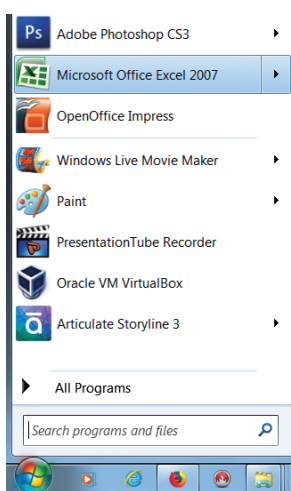 Ps Adobe Photoshop CS3
Microsoft Office Excel 2007
OpenOffice Impress
Windows Live Movie Maker
Paint
PresentationTube Recorder
Oracle VM VirtualBox
a Articulate Storyline 3
All Programs
Search programs and files